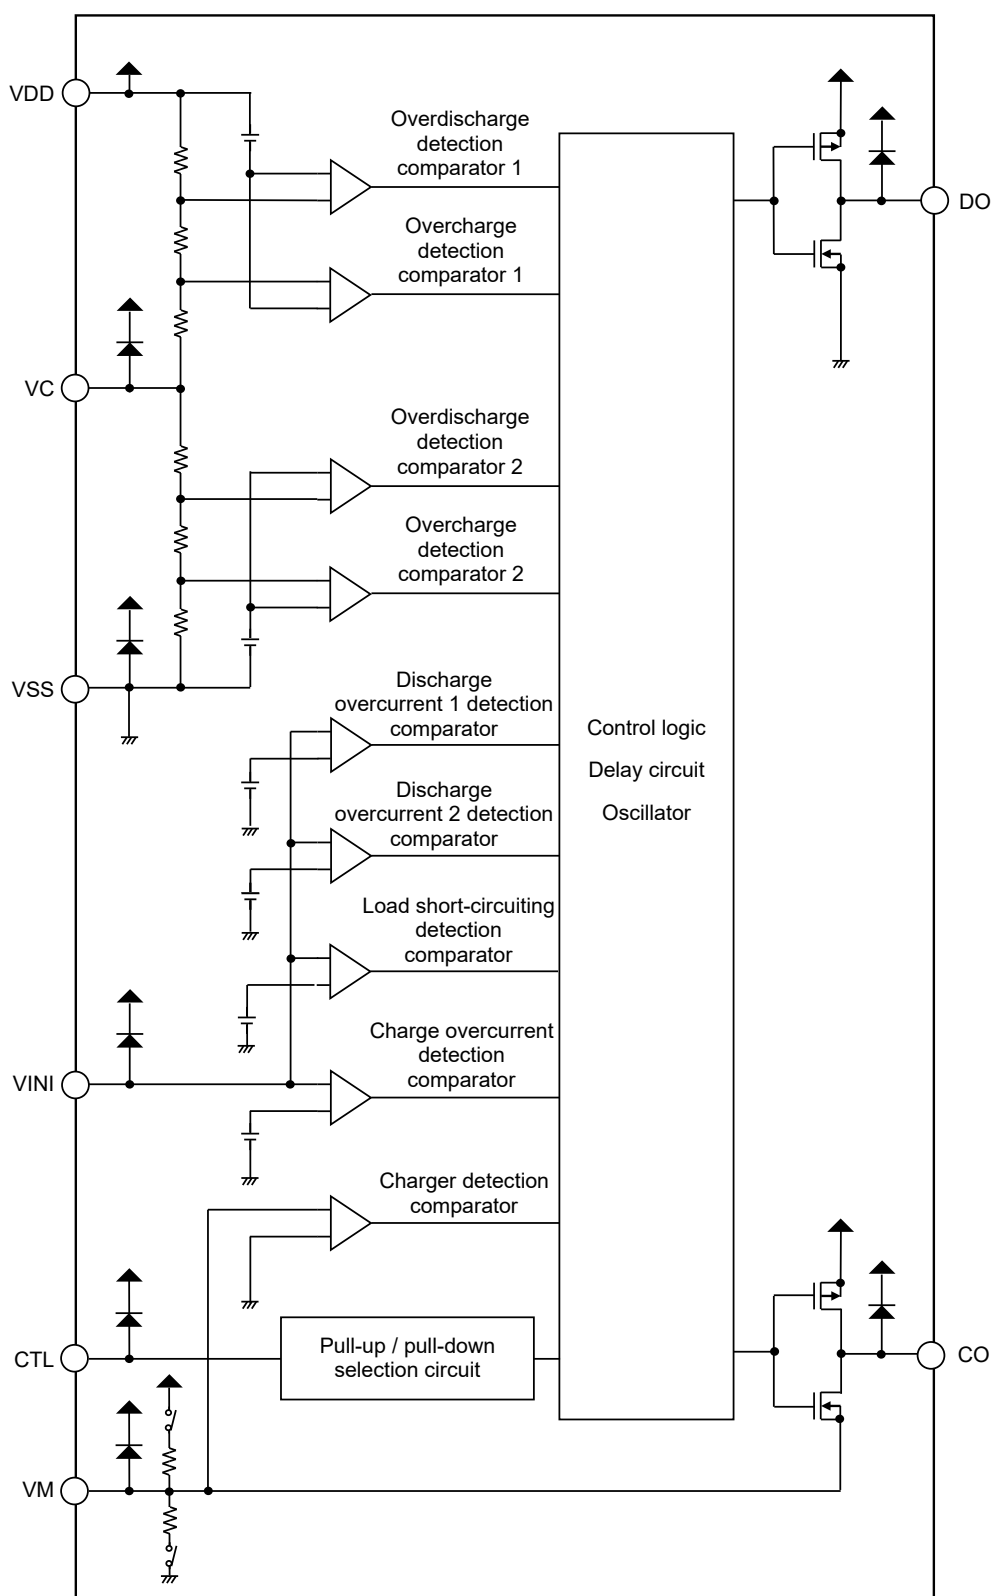 VDD
Overdischarge
detection
comparator 1
DO
Overcharge
detection
comparator 1
VC
Overdischarge
detection
comparator 2
Overcharge
detection
comparator 2
VSS
Discharge
overcurrent 1 detection
comparator
Control logic
Delay circuit
Oscillator
Discharge
overcurrent 2 detection
comparator
Load short-circuiting
detection
comparator
VINI
Charge overcurrent
detection
comparator
Charger detection
comparator
CTL
Pull-up / pull-down
selection circuit
CO
VM